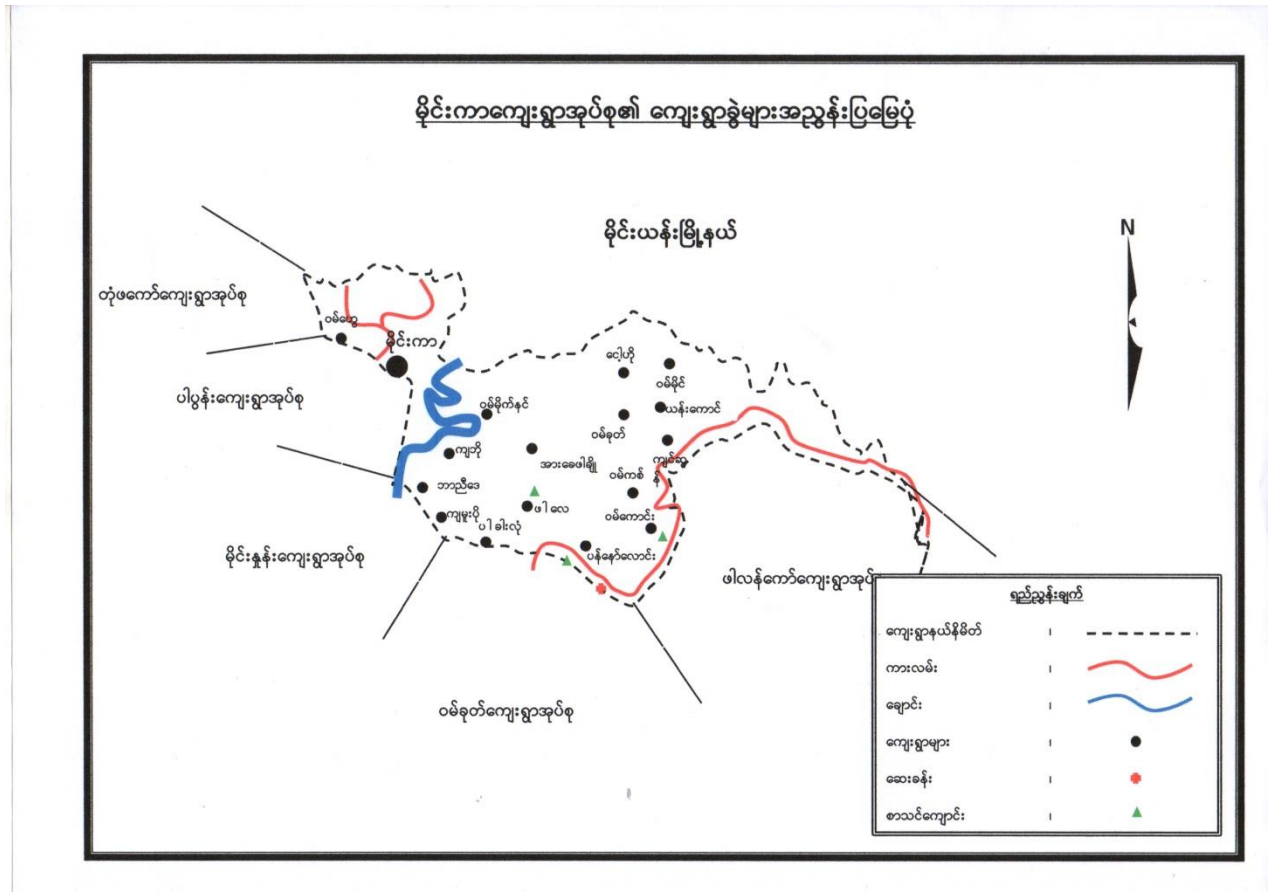 မိုင်းကာကျေးရွာအုပ်စု၏ ကျေးရွာခွဲများအညွှန်းပြမြေပုံ
မိုင်းယန်းမြို့နယ်
N
တုံဖကော်ကျေးရွာအုပ်စု
ဝမ်တွေ
မိုင်းကာ
ပါပွန်းကျေးရွာအုပ်စု
ငေါ့ဟို
ဝမ်မိုင်
ဝမ်မိုက်နင်
ယန်းကောင်
ဝမ်ခုတ်
ကျဘို
အားခေဖါချို
ဝမ်ကစ်
ဘာညီဒေ
ဖါလေ
ကျမူးပို
ဝမ်ကောင်း
ပါခါးလုံ
ပန်နော်လောင်း
မိုင်းနှုန်းကျေးရွာအုပ်စု
ဖါလန်ကော်ကျေးရွာအုပ်
ဝမ်ခုတ်ကျေးရွာအုပ်စု
ရည်ညွှန်းချက်
ကျေးရွာနယ်နိမိတ် ၊
ကားလမ်း ၊
ချောင်း ၊
ကျေးရွာများ ၊
ဆေးခန်း ၊
စာသင်ကျောင်း ၊